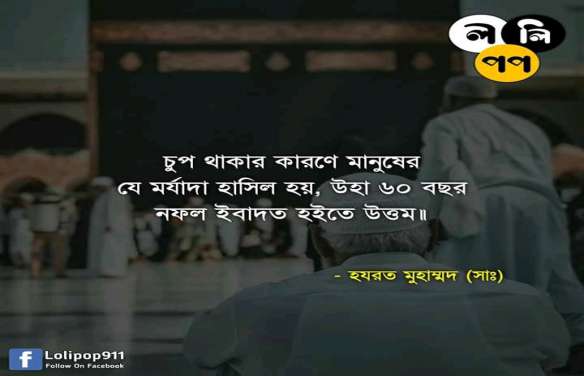 ল লি
পপ
চুপ থাকার কারণে মানুষের
যে মর্যাদা হাসিল হয়, উহা ৬০ বছর
নফল ইবাদত হইতে উত্তম॥
- হযরত মুহাম্মদ (সাঃ)
Lolipop911
Follow On Facebook